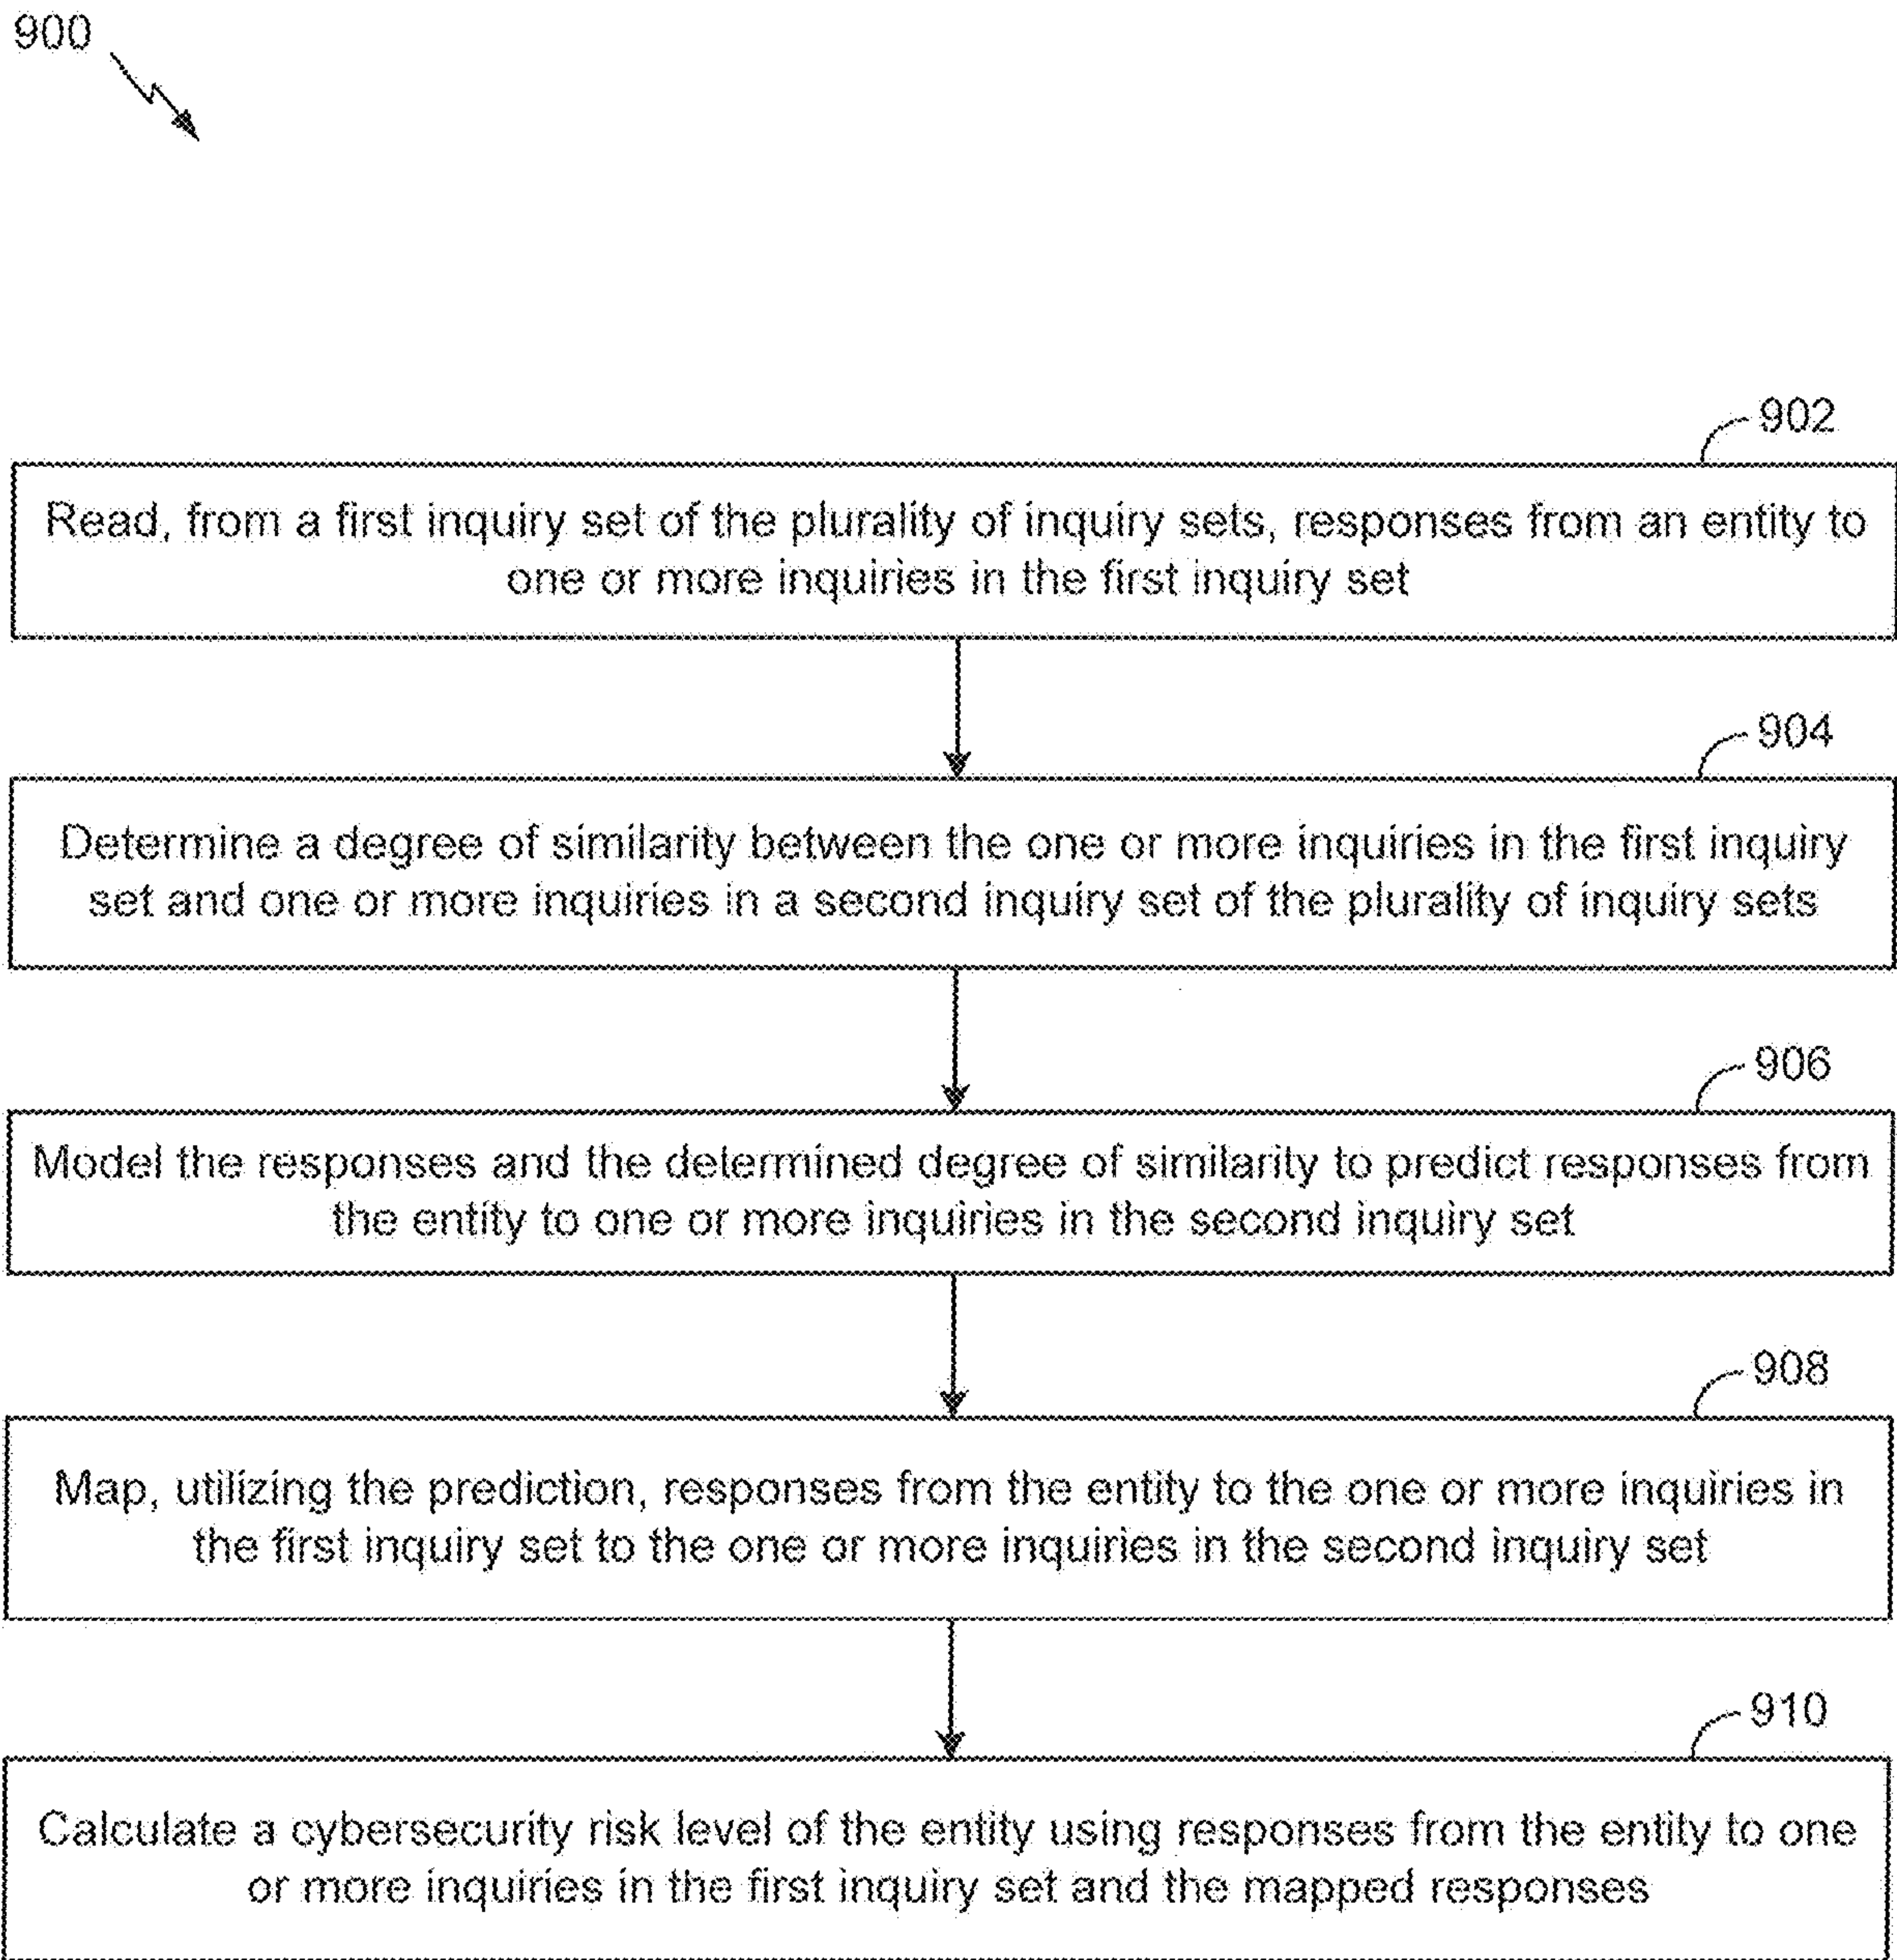 900
902
Read, from a first inquiry set of the plurality of inquiry sets, responses from an entity to
one or more inquiries in the first inquiry set
904
Determine a degree of similarity between the one or more inquiries in the first inquiry
set and one or more inquiries in a second inquiry set of the plurality of inquiry sets
906
Model the responses and the determined degree of similarity to predict responses from
the entity to one or more inquiries in the second inquiry set
908
Map, utilizing the prediction, responses from the entity to the one or more inquiries in
the first inquiry set to the one or more inquiries in the second inquiry set
910
Calculate a cybersecurity risk level of the entity using responses from the entity to one
or more inquiries in the first inquiry set and the mapped responses